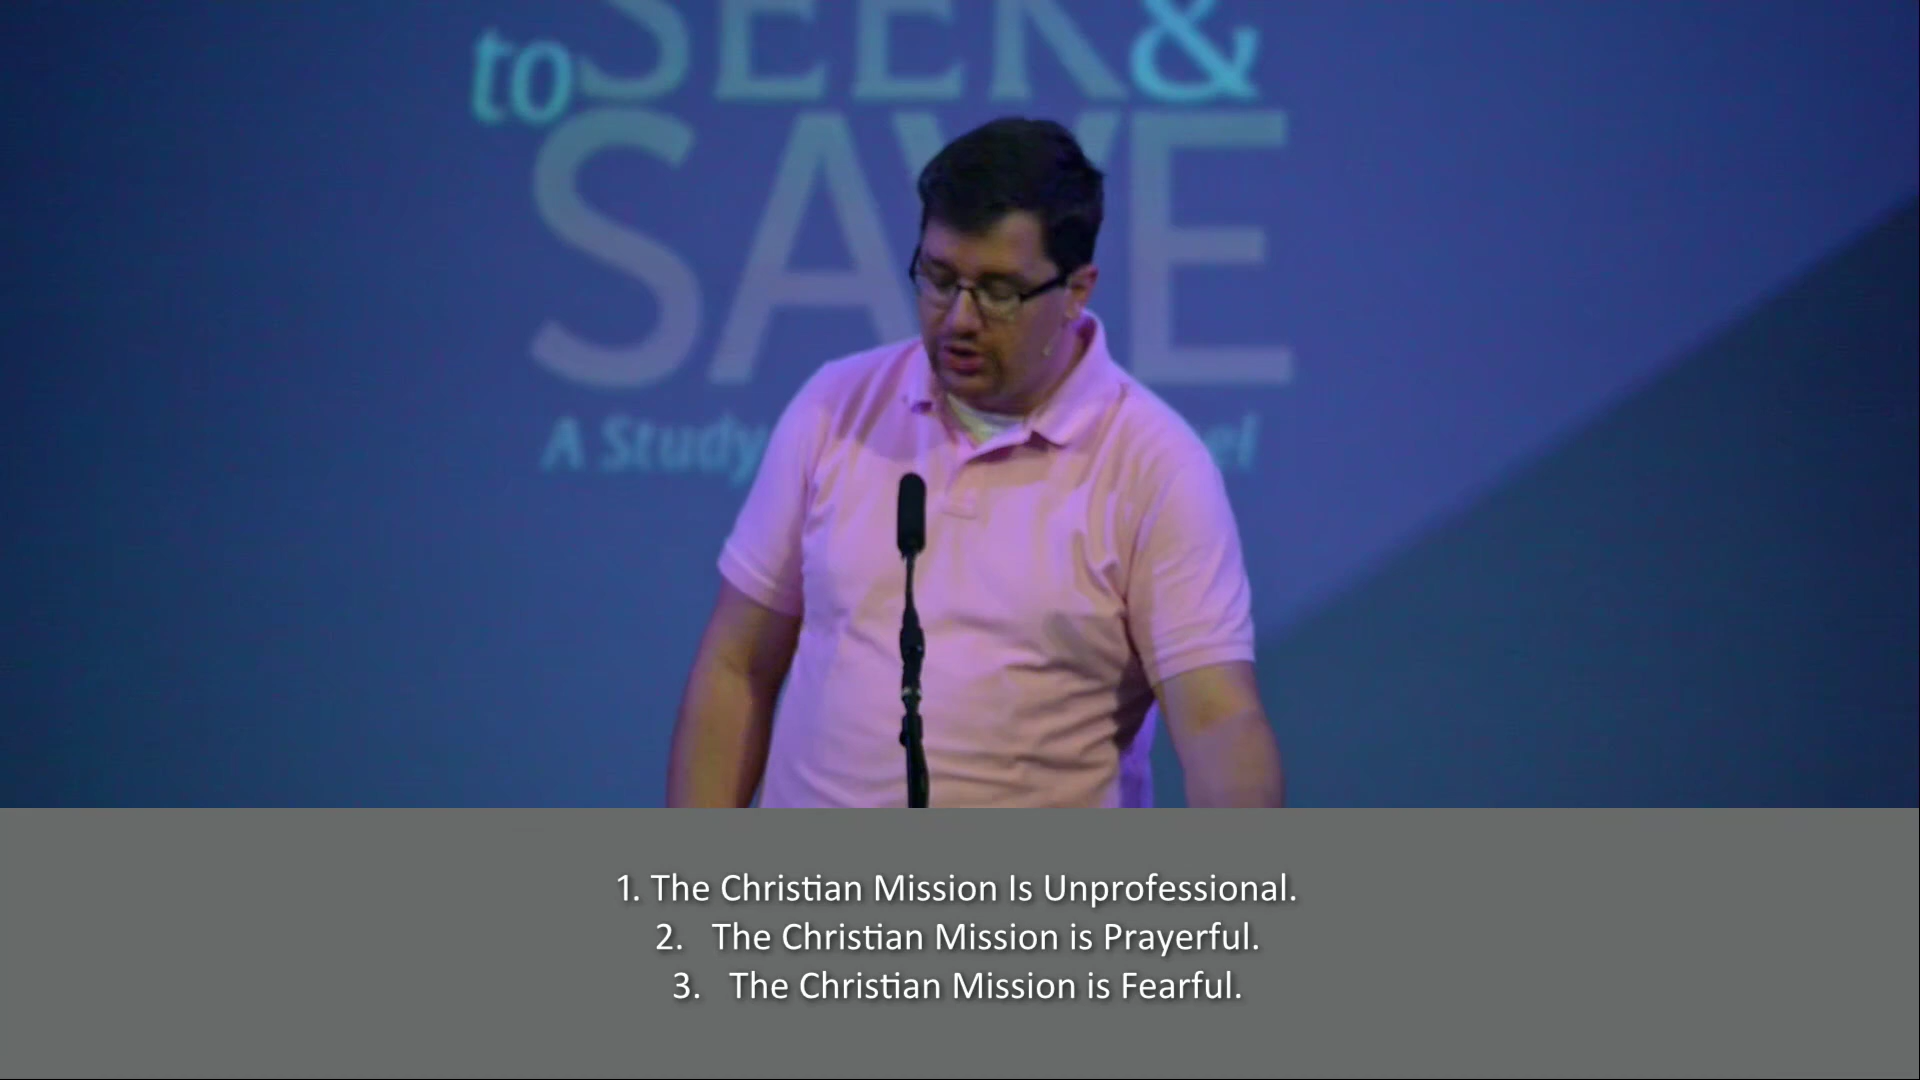 to SEEK &
SAVE
A Study
1. The Christian Mission Is Unprofessional.
2. The Christian Mission is Prayerful.
3. The Christian Mission is Fearful.